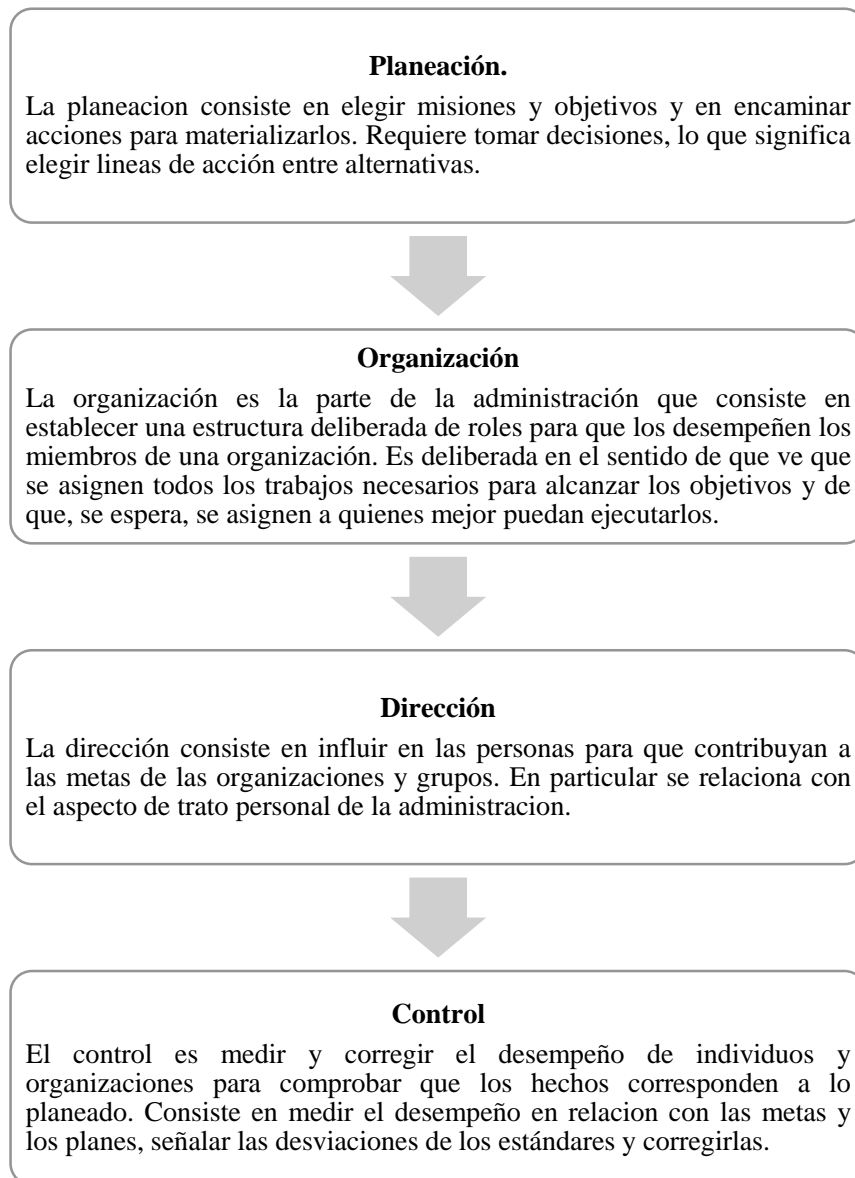 Planeación.
La planeacion consiste en elegir misiones y objetivos y en encaminar
acciones para materializarlos. Requiere tomar decisiones, lo que significa
elegir lineas de acción entre alternativas.
Organización
La organización es la parte de la administración que consiste en
establecer una estructura deliberada de roles para que los desempeñen los
miembros de una organización. Es deliberada en el sentido de que ve que
se asignen todos los trabajos necesarios para alcanzar los objetivos y de
que, se espera, se asignen a quienes mejor puedan ejecutarlos.
Dirección
La dirección consiste en influir en las personas para que contribuyan a
las metas de las organizaciones y grupos. En particular se relaciona con
el aspecto de trato personal de la administracion.
Control
El control es medir y corregir el desempeño de individuos y
organizaciones para comprobar que los hechos corresponden a lo
planeado. Consiste en medir el desempeño en relacion con las metas y
los planes, señalar las desviaciones de los estándares y corregirlas.